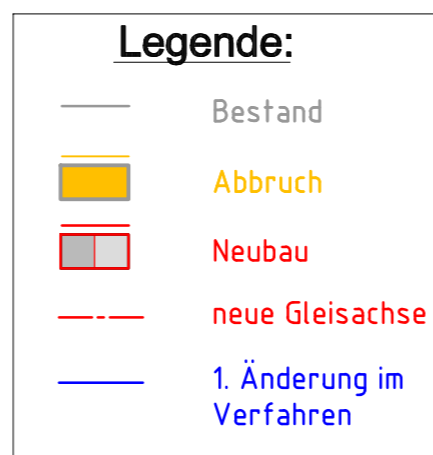 Legende:
Bestand
Abbruch
Neubau
neue Gleisachse
1. Änderung im
Verfahren